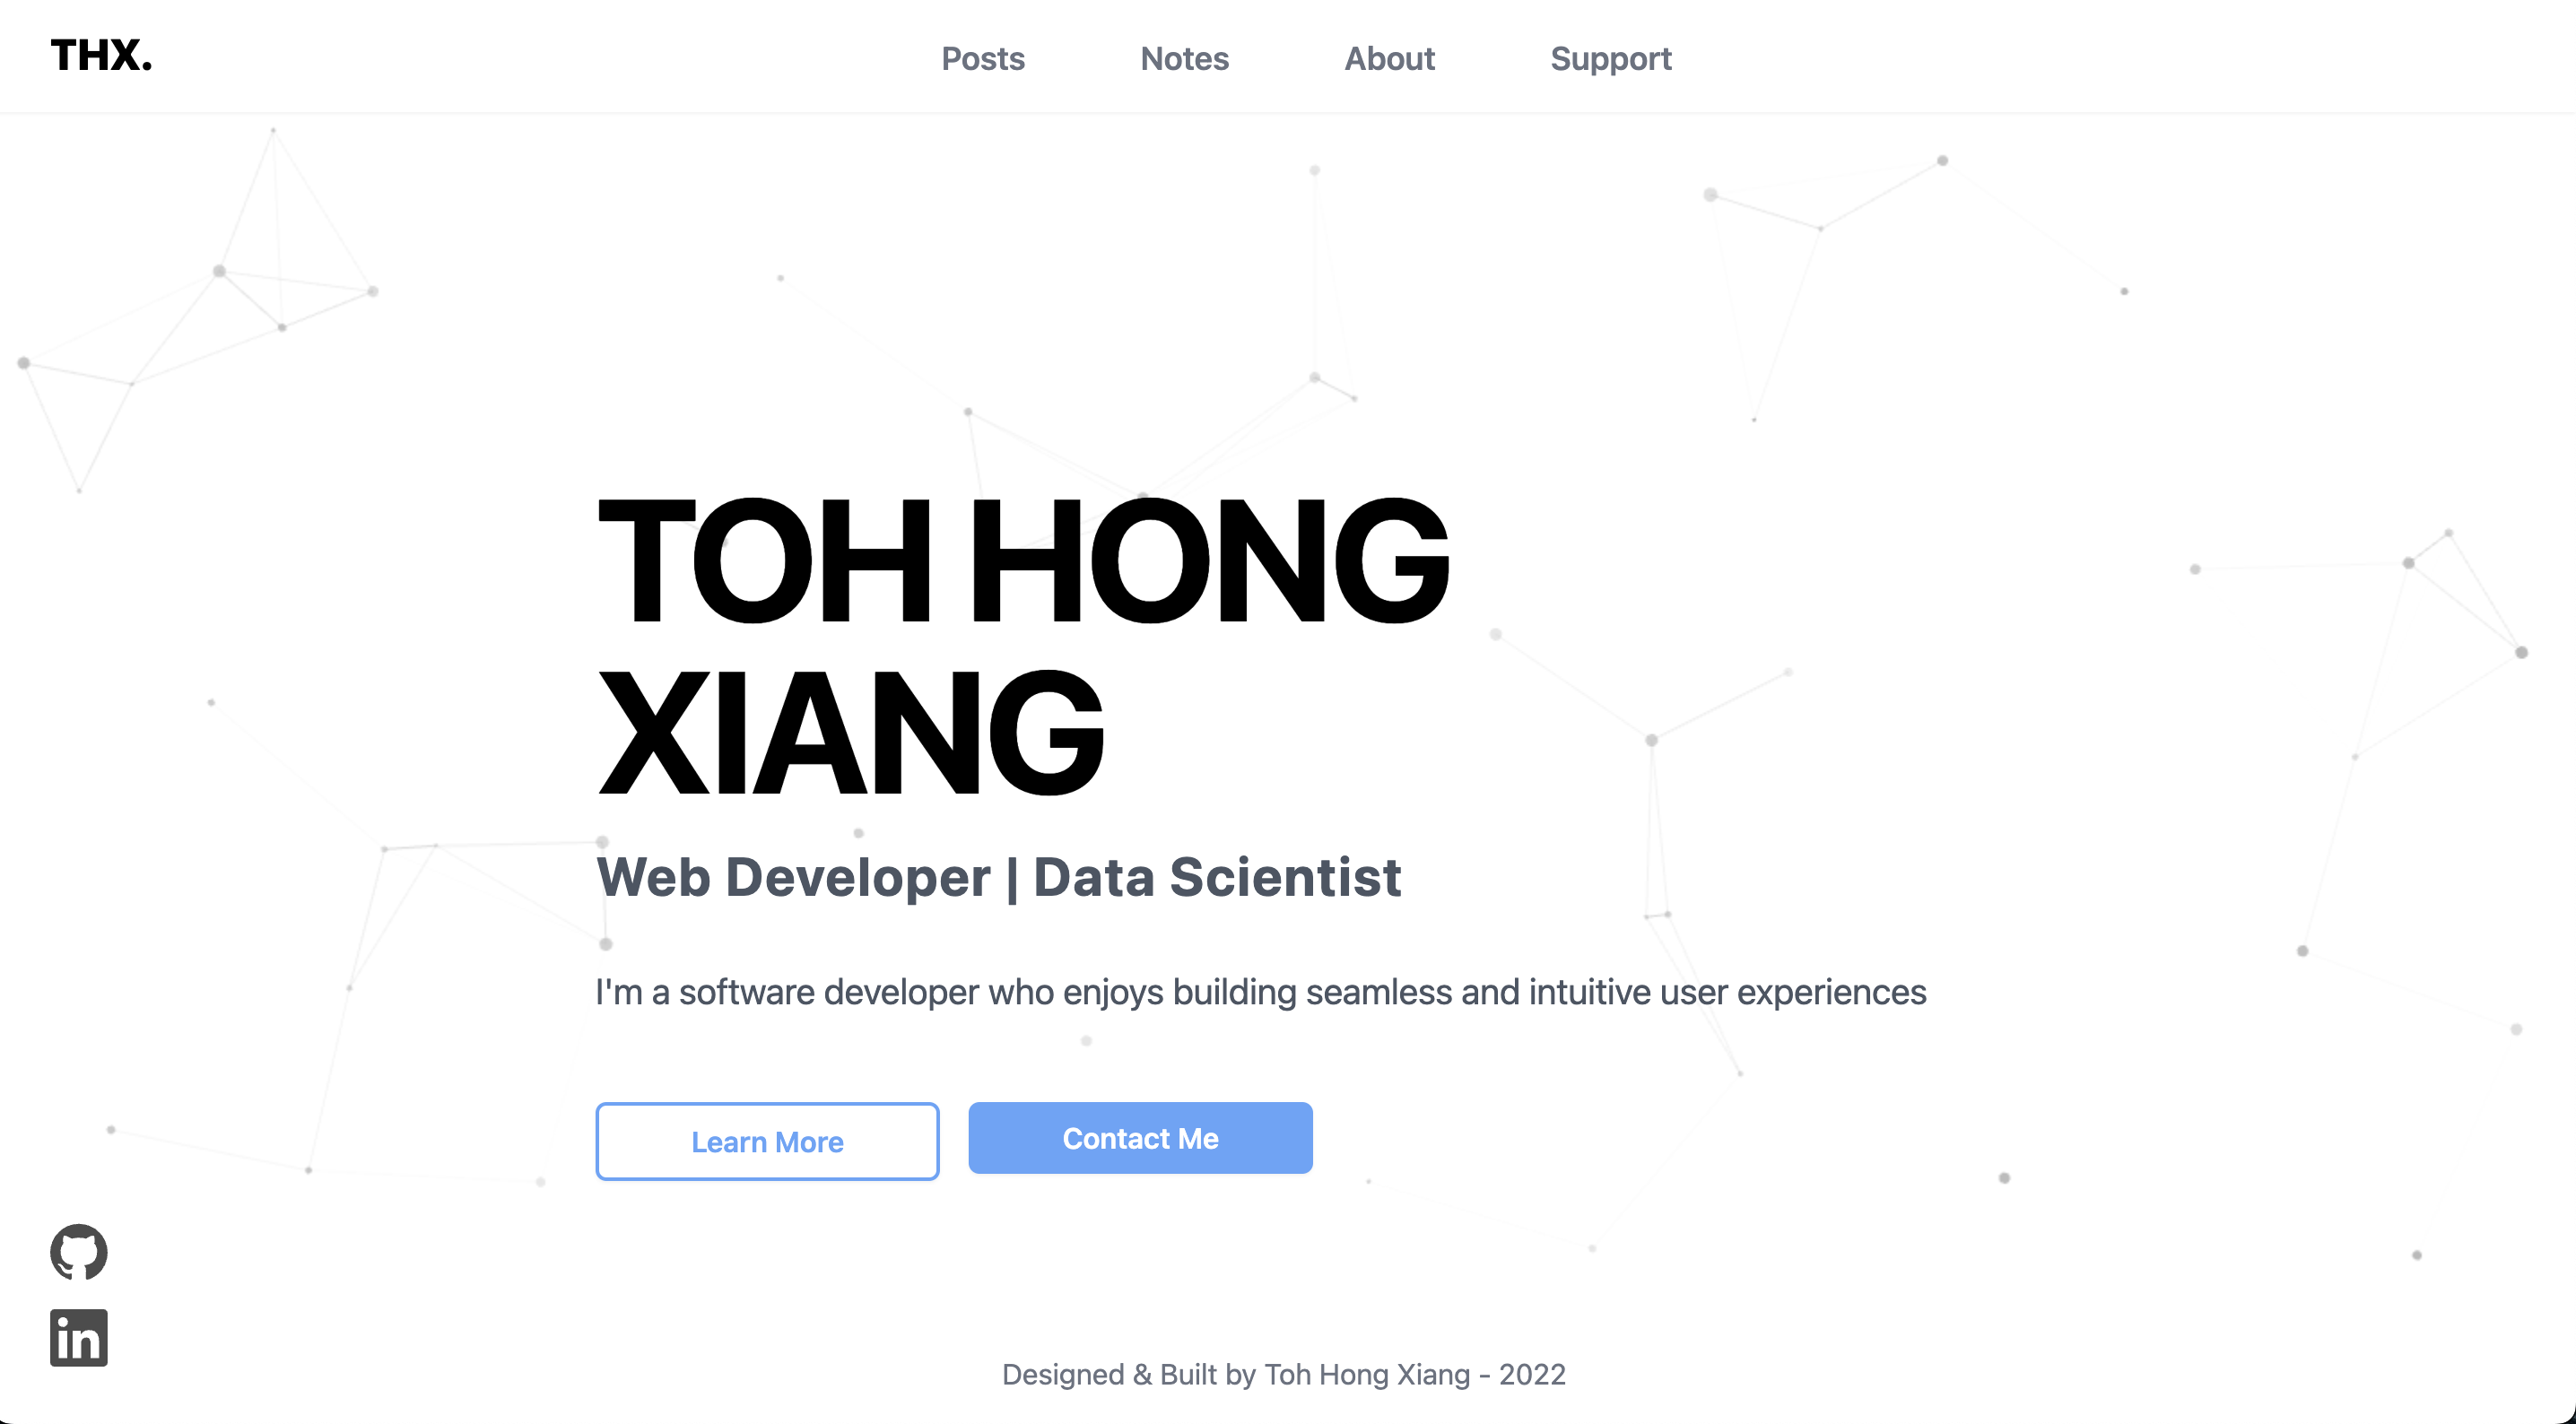 THX.
Posts Notes About Support
TOH HONG
XIANG
Web Developer | Data Scientist
I'm a software developer who enjoys building seamless and intuitive user experiences
Learn More Contact Me
in
Designed & Built by Toh Hong Xiang - 2022